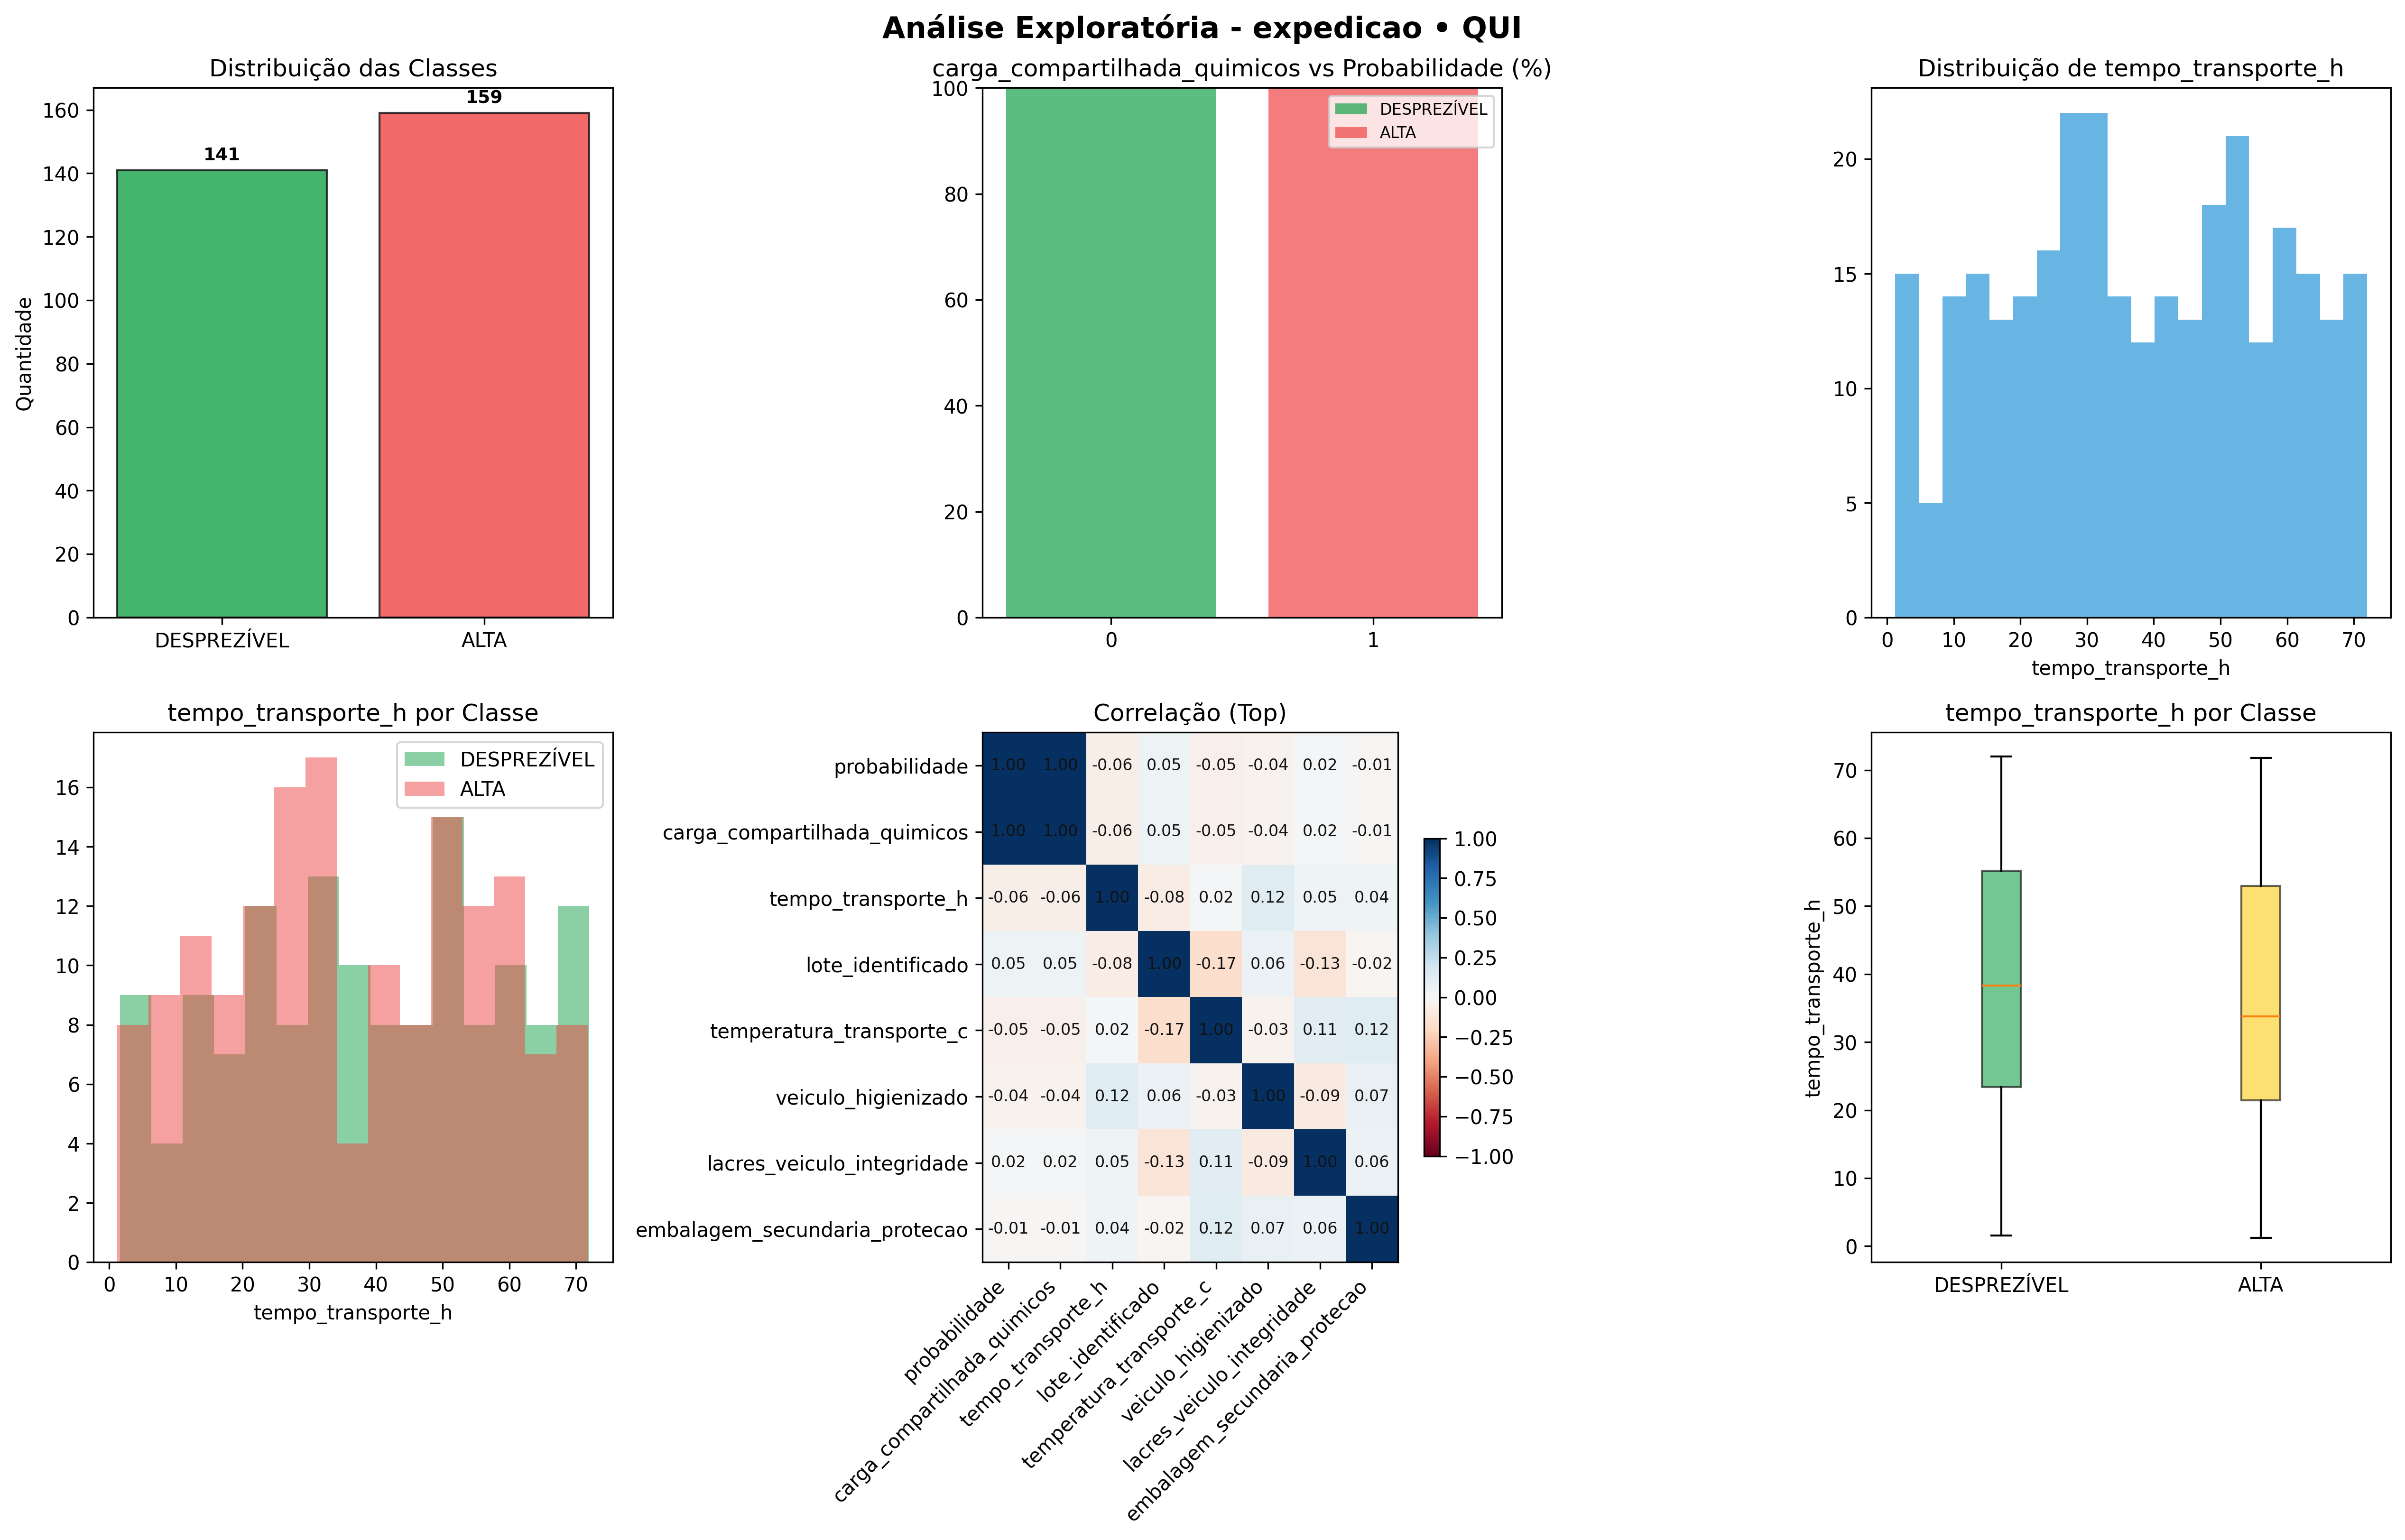 Análise Exploratória - expedicao • QUI
Distribuição das Classes
160
140
120
100
80
60
40
20
0
Quantidade
141
159
DESPREZÍVEL ALTA
carga_compartilhada_quimicos vs Probabilidade (%)
100
80
60
40
20
0
DESPREZÍVEL
ALTA
0 1
Distribuição de tempo_transporte_h
20
15
10
5
0
0 10 20 30 40 50 60 70
tempo_transporte_h
tempo_transporte_h por Classe
DESPREZÍVEL
ALTA
16
14
12
10
8
6
4
2
0
0 10 20 30 40 50 60 70
tempo_transporte_h
Correlação (Top)
probabilidade 1.00 1.00 -0.06 0.05 -0.05 -0.04 0.02 -0.01
carga_compartilhada_quimicos 1.00 1.00 -0.06 0.05 -0.05 -0.04 0.02 -0.01
tempo_transporte_h -0.06 -0.06 1.00 -0.08 0.02 0.12 0.05 0.04
lote_identificado 0.05 0.05 -0.08 1.00 -0.17 0.06 -0.13 -0.02
temperatura_transporte_c -0.05 -0.05 0.02 -0.17 1.00 -0.03 0.11 0.12
veiculo_higienizado -0.04 -0.04 0.12 0.06 -0.03 1.00 -0.09 0.07
lacres_veiculo_integridade 0.02 0.02 0.05 -0.13 0.11 -0.09 1.00 0.06
embalagem_secundaria_protecao -0.01 -0.01 0.04 -0.02 0.12 0.07 0.06 1.00
probabilidade
carga_compartilhada_quimicos
tempo_transporte_h
lote_identificado
temperatura_transporte_c
veiculo_higienizado
lacres_veiculo_integridade
embalagem_secundaria_protecao
1.00
0.75
0.50
0.25
0.00
−0.25
−0.50
−0.75
−1.00
tempo_transporte_h por Classe
70
60
50
40
30
20
10
0
tempo_transporte_h
DESPREZÍVEL ALTA